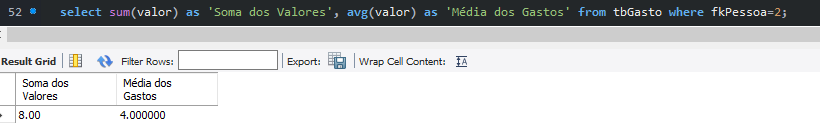 52 select sum(valor) as 'Soma dos Valores', avg(valor) as 'Média dos Gastos' from tbGasto where fkPessoa=2;
Result Grid Filter Rows: Export: Wrap Cell Content:
Soma dos Média dos
Valores Gastos
8.00 4.000000